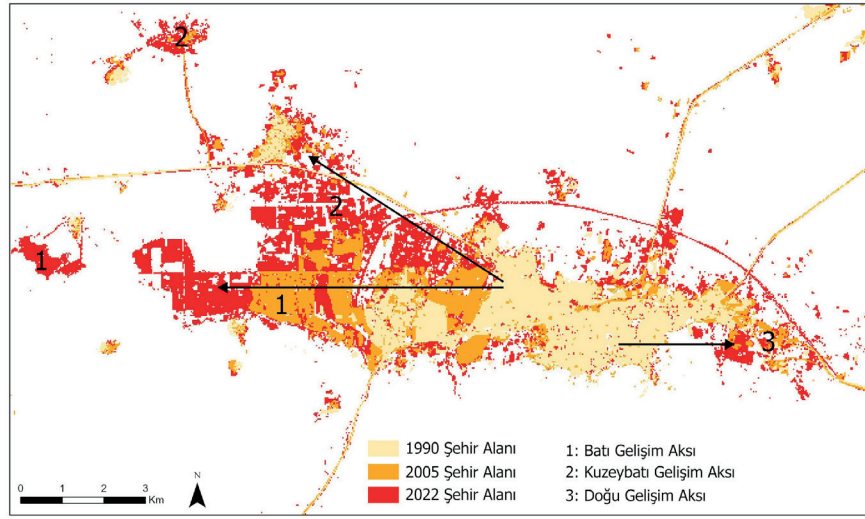 2
2
1
1
3
1990 Şehir Alanı
2005 Şehir Alanı
2022 Şehir Alanı
1: Batı Gelişim Aksı
2: Kuzeybatı Gelişim Aksı
3: Doğu Gelişim Aksı
0 1 2 3
Km
N